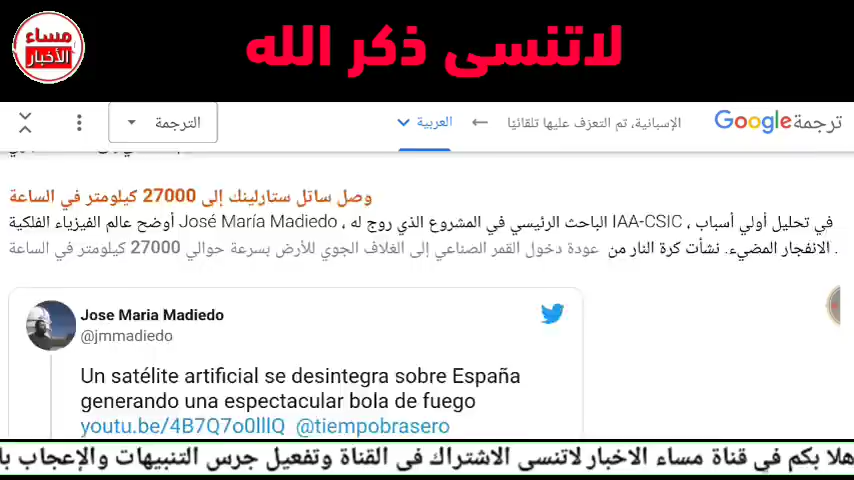 لاتنسى ذكر الله
مساء
الأخبار
ترجمة Google
الإسبانية، تم التعرف عليها تلقائيًا
العربية
الترجمة
وصل ساتل ستارلينك إلى 27000 كيلومتر في الساعة
في تحليل أولي أسباب ، IAA-CSIC الباحث الرئيسي في المشروع الذي روج له ، José María Madiedo أوضح عالم الفيزياء الفلكية
. الانفجار المضيء. نشأت كرة النار من عودة دخول القمر الصناعي إلى الغلاف الجوي للأرض بسرعة حوالي 27000 كيلومتر في الساعة
Jose Maria Madiedo
@jmmadiedo
Un satélite artificial se desintegra sobre España
generando una espectacular bola de fuego
youtu.be/4B7Q7o0lllQ @tiempobrasero
هلا بكم في قناة مساء الاخبار لاتنسى الاشتراك في القناة وتفعيل جرس التنبيهات والإعجاب با